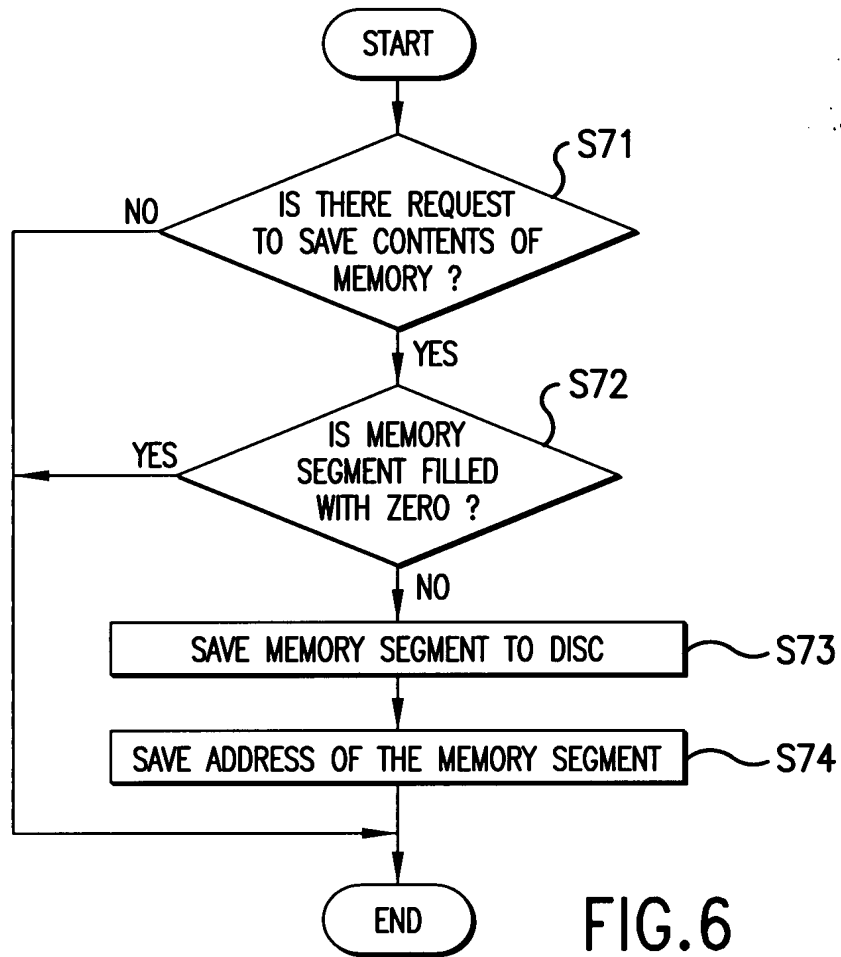 START
S71
NO
IS THERE REQUEST
TO SAVE CONTENTS OF
MEMORY ?
YES
S72
YES
IS MEMORY
SEGMENT FILLED
WITH ZERO ?
NO
SAVE MEMORY SEGMENT TO DISC
S73
SAVE ADDRESS OF THE MEMORY SEGMENT
S74
END
FIG.6